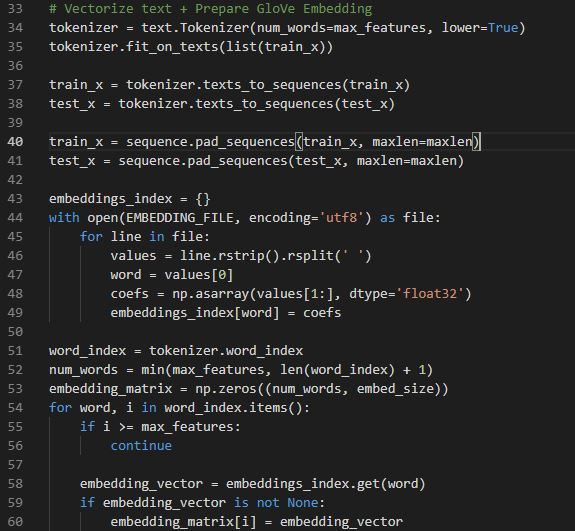 33 # Vectorize text + Prepare GloVe Embedding
34 tokenizer = text.Tokenizer(num_words=max_features, lower=True)
35 tokenizer.fit_on_texts(list(train_x))
36
37 train_x = tokenizer.texts_to_sequences(train_x)
38 test_x = tokenizer.texts_to_sequences(test_x)
39
40 train_x = sequence.pad_sequences(train_x, maxlen=maxlen)
41 test_x = sequence.pad_sequences(test_x, maxlen=maxlen)
42
43 embeddings_index = {}
44 with open(EMBEDDING_FILE, encoding='utf8') as file:
45     for line in file:
46         values = line.rstrip().rsplit(' ')
47         word = values[0]
48         coefs = np.asarray(values[1:], dtype='float32')
49         embeddings_index[word] = coefs
50
51 word_index = tokenizer.word_index
52 num_words = min(max_features, len(word_index) + 1)
53 embedding_matrix = np.zeros((num_words, embed_size))
54 for word, i in word_index.items():
55     if i >= max_features:
56         continue
57
58     embedding_vector = embeddings_index.get(word)
59     if embedding_vector is not None:
60         embedding_matrix[i] = embedding_vector